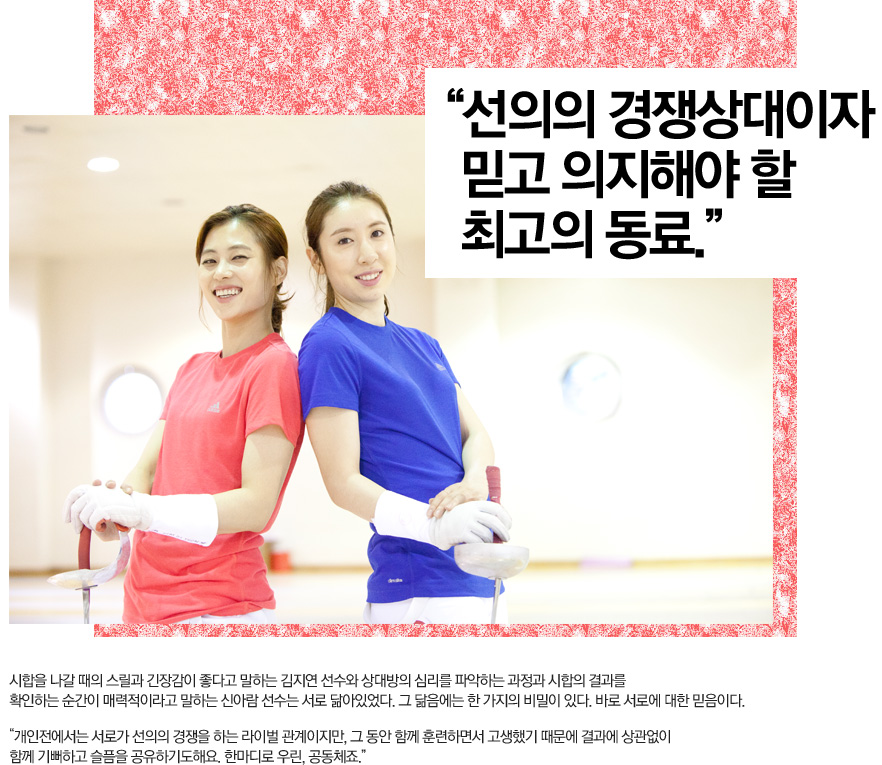 “선의의 경쟁상대이자
믿고 의지해야 할
최고의 동료.”
시합을 나갈 때의 스릴과 긴장감이 좋다고 말하는 김지연 선수와 상대방의 심리를 파악하는 과정과 시합의 결과를
확인하는 순간이 매력적이라고 말하는 신아람 선수는 서로 닮아있었다. 그 닮음에는 한 가지의 비밀이 있다. 바로 서로에 대한 믿음이다.
“개인전에서는 서로가 선의의 경쟁을 하는 라이벌 관계이지만, 그 동안 함께 훈련하면서 고생했기 때문에 결과에 상관없이
함께 기뻐하고 슬픔을 공유하기도해요. 한마디로 우린, 공동체죠.”